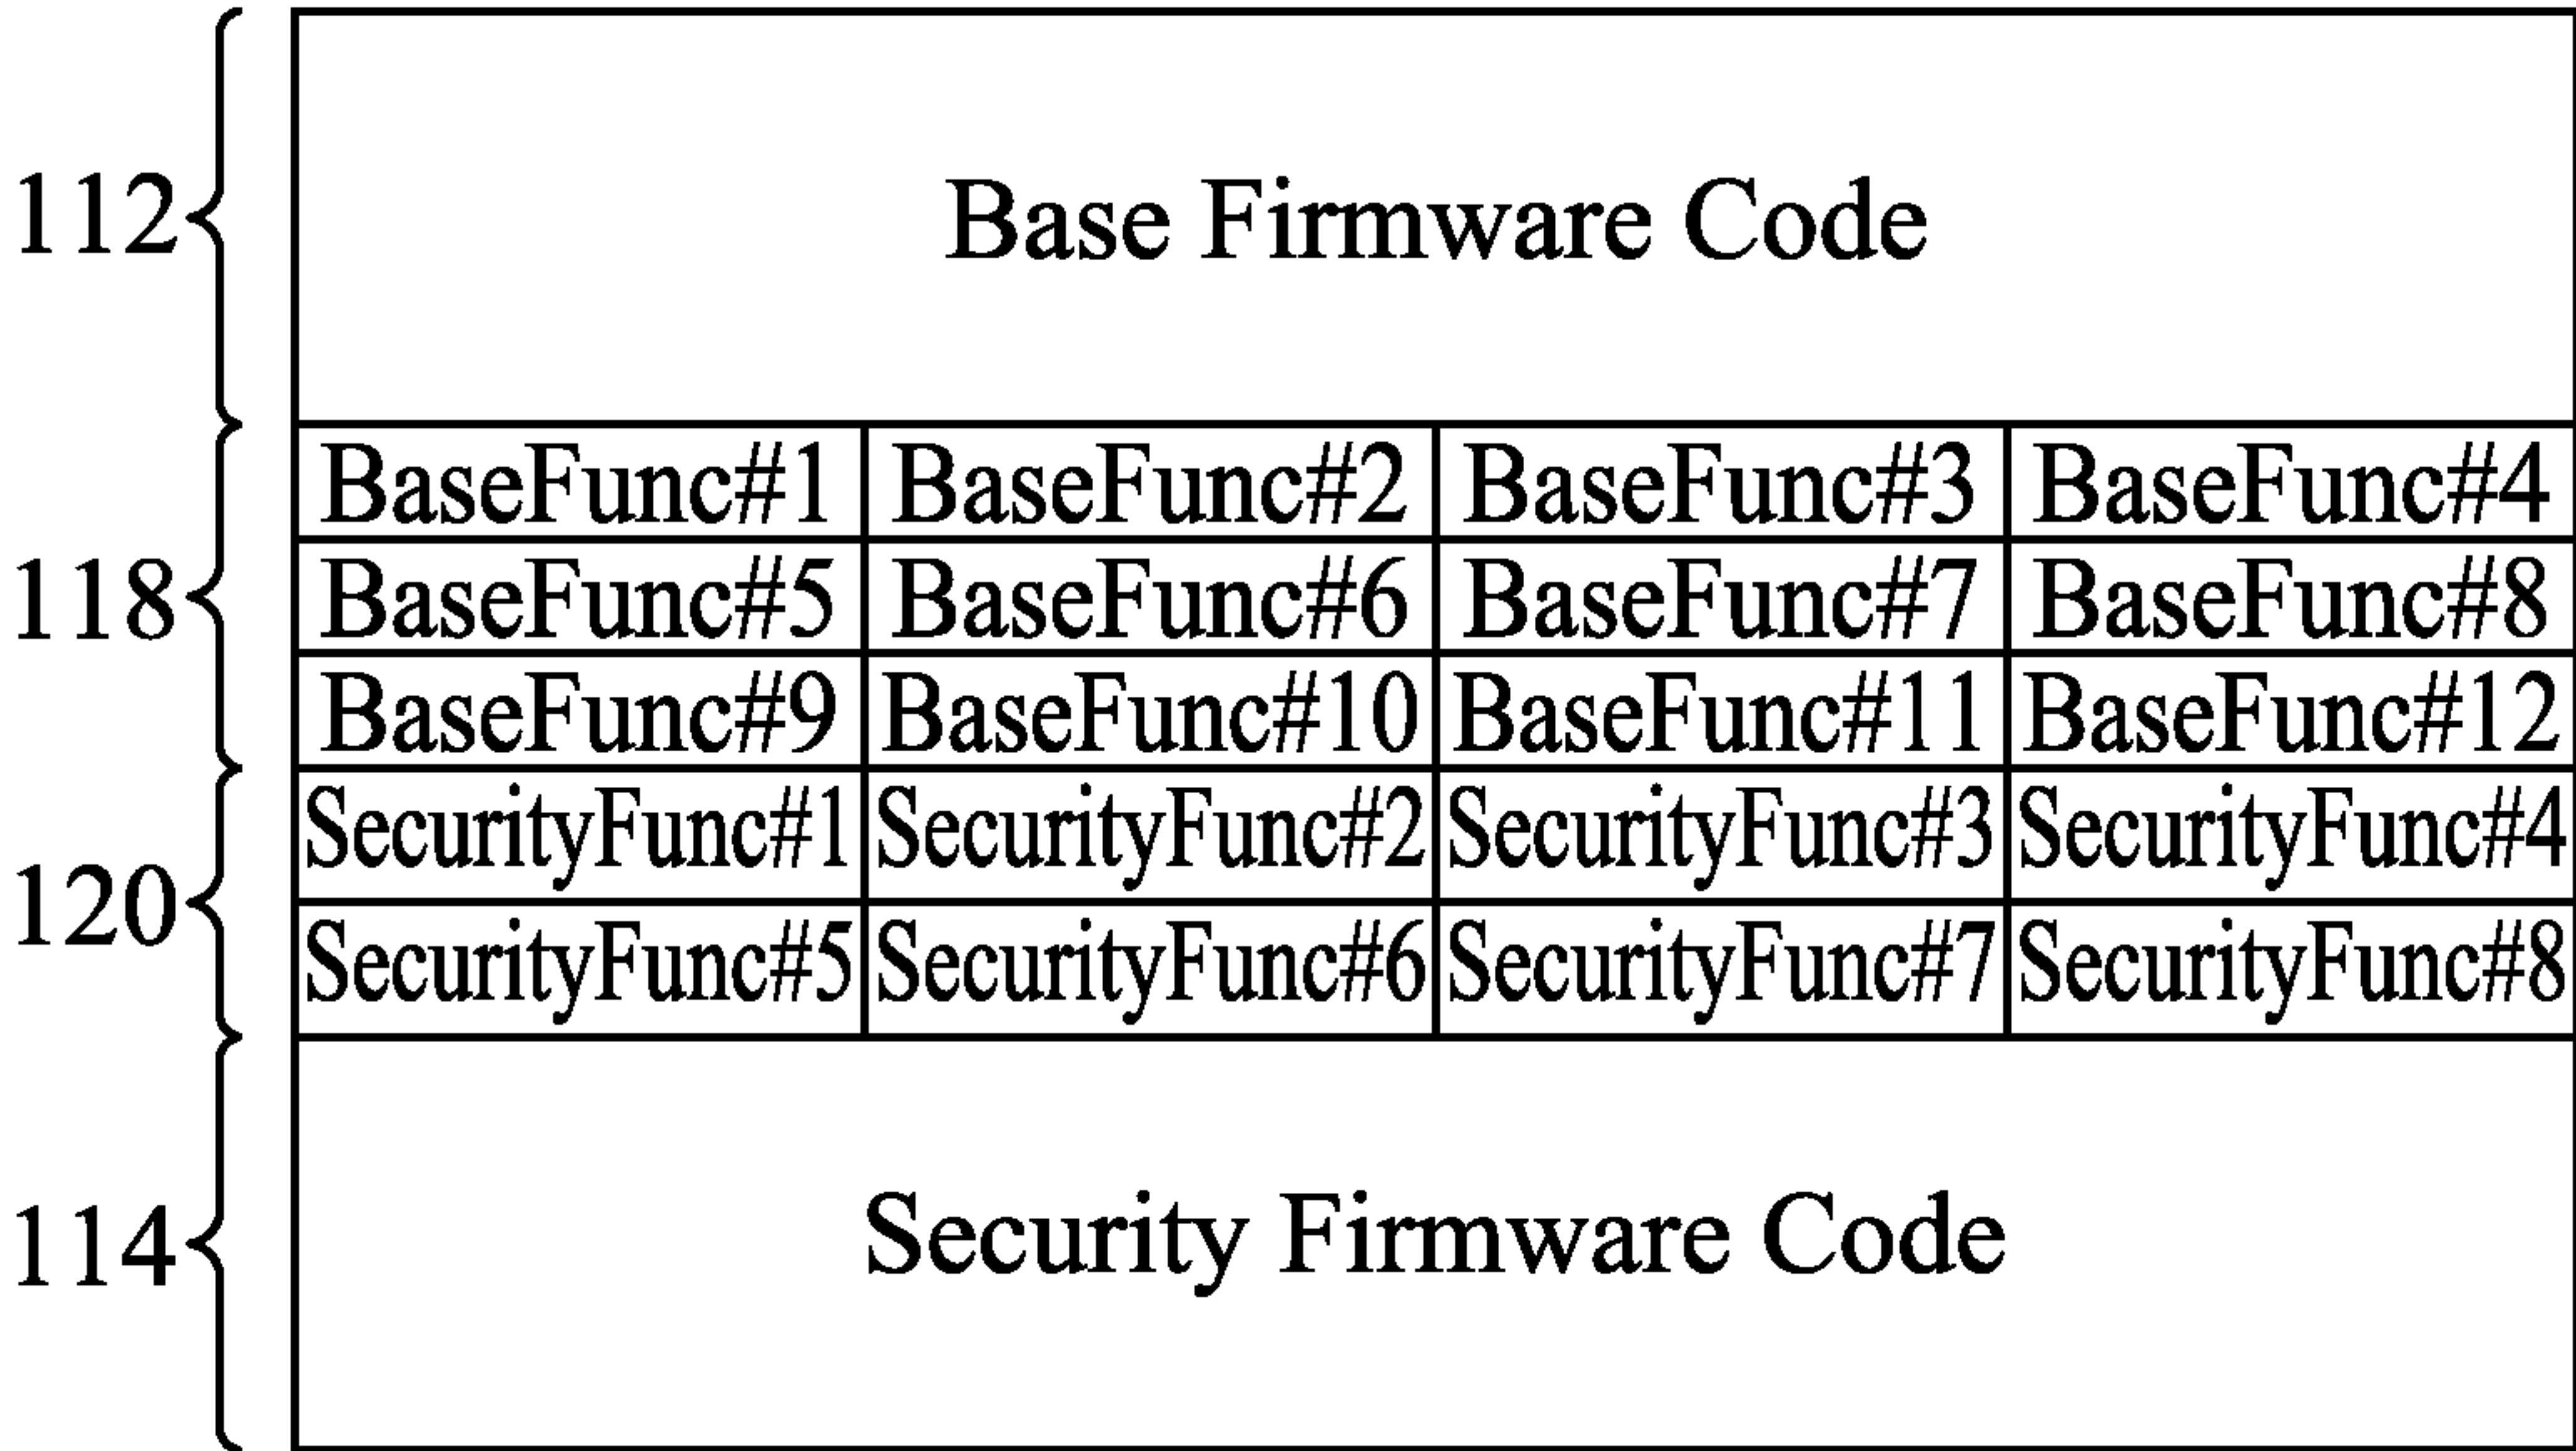 112
Base Firmware Code
118
BaseFunc#1 BaseFunc#2 BaseFunc#3 BaseFunc#4
BaseFunc#5 BaseFunc#6 BaseFunc#7 BaseFunc#8
BaseFunc#9 BaseFunc#10 BaseFunc#11 BaseFunc#12
120
SecurityFunc#1 SecurityFunc#2 SecurityFunc#3 SecurityFunc#4
SecurityFunc#5 SecurityFunc#6 SecurityFunc#7 SecurityFunc#8
114
Security Firmware Code